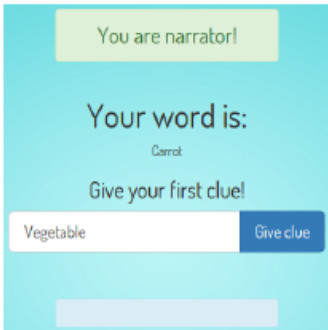 You are narrator!
Your word is:
Carrot
Give your first clue!
Vegetable
Give clue